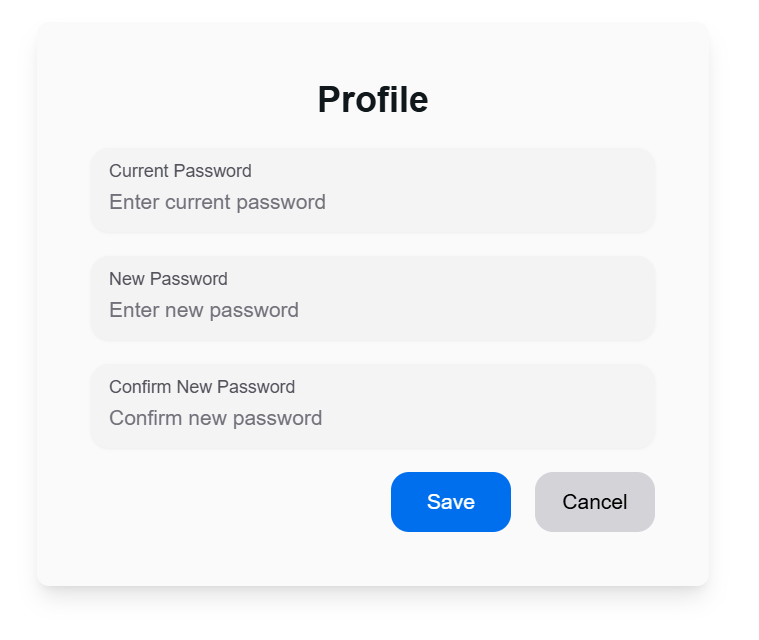 Profile
Current Password
Enter current password
New Password
Enter new password
Confirm New Password
Confirm new password
Save
Cancel